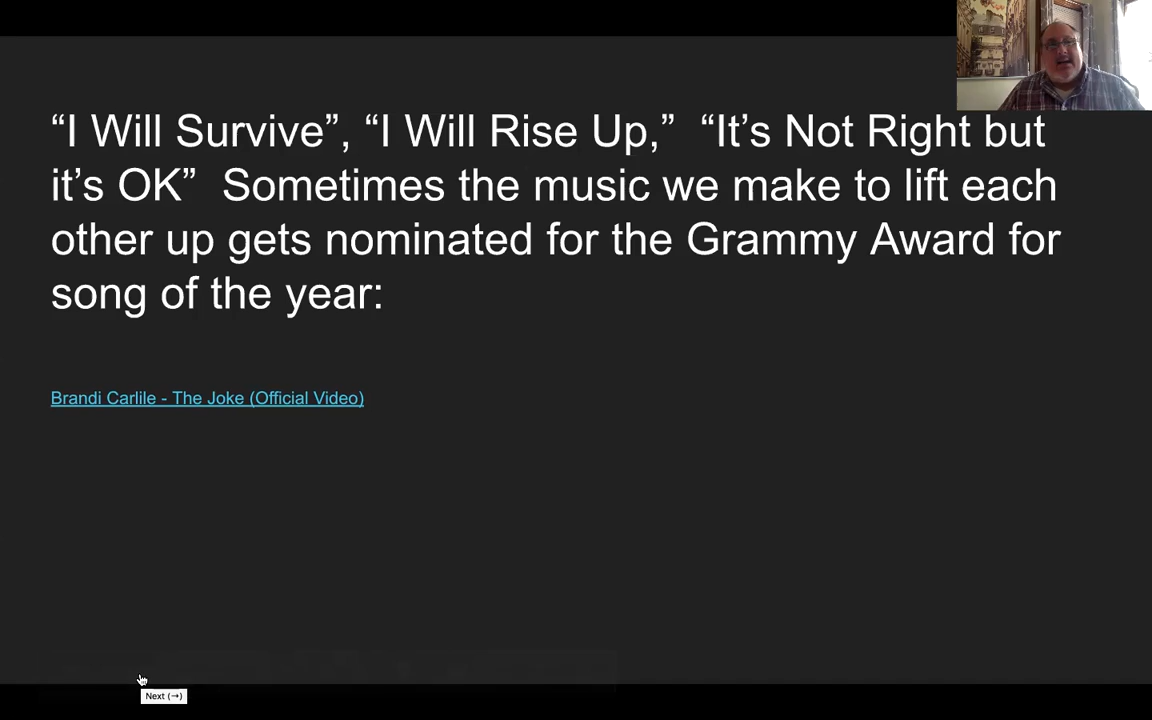 “I Will Survive”, “I Will Rise Up,”  “It’s Not Right but
it’s OK”  Sometimes the music we make to lift each
other up gets nominated for the Grammy Award for
song of the year:
Brandi Carlile - The Joke (Official Video)
Next (→)